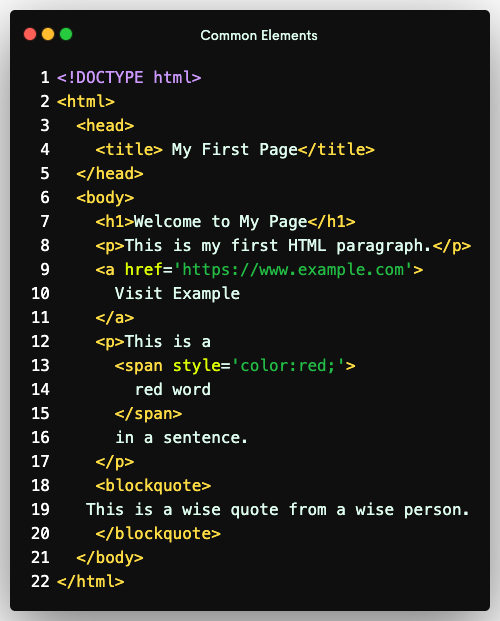 Common Elements
1 <!DOCTYPE html>
2 <html>
3   <head>
4     <title> My First Page</title>
5   </head>
6   <body>
7     <h1>Welcome to My Page</h1>
8     <p>This is my first HTML paragraph.</p>
9     <a href='https://www.example.com'>
10       Visit Example
11     </a>
12     <p>This is a
13       <span style='color:red;'>
14         red word
15       </span>
16       in a sentence.
17     </p>
18     <blockquote>
19    This is a wise quote from a wise person.
20     </blockquote>
21   </body>
22 </html>